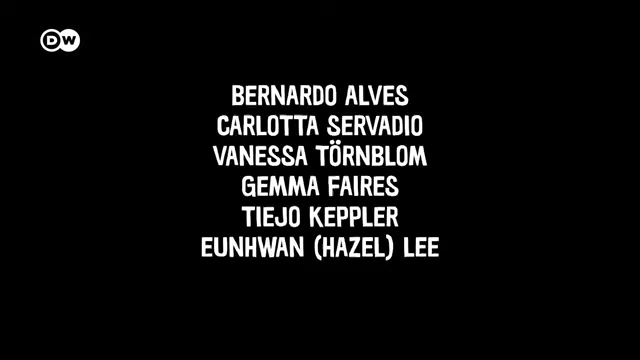 DW
BERNARDO ALVES
CARLOTTA SERVADIO
VANESSA TÖRNBLOM
GEMMA FAIRES
TIEJO KEPPLER
EUNHWAN (HAZEL) LEE